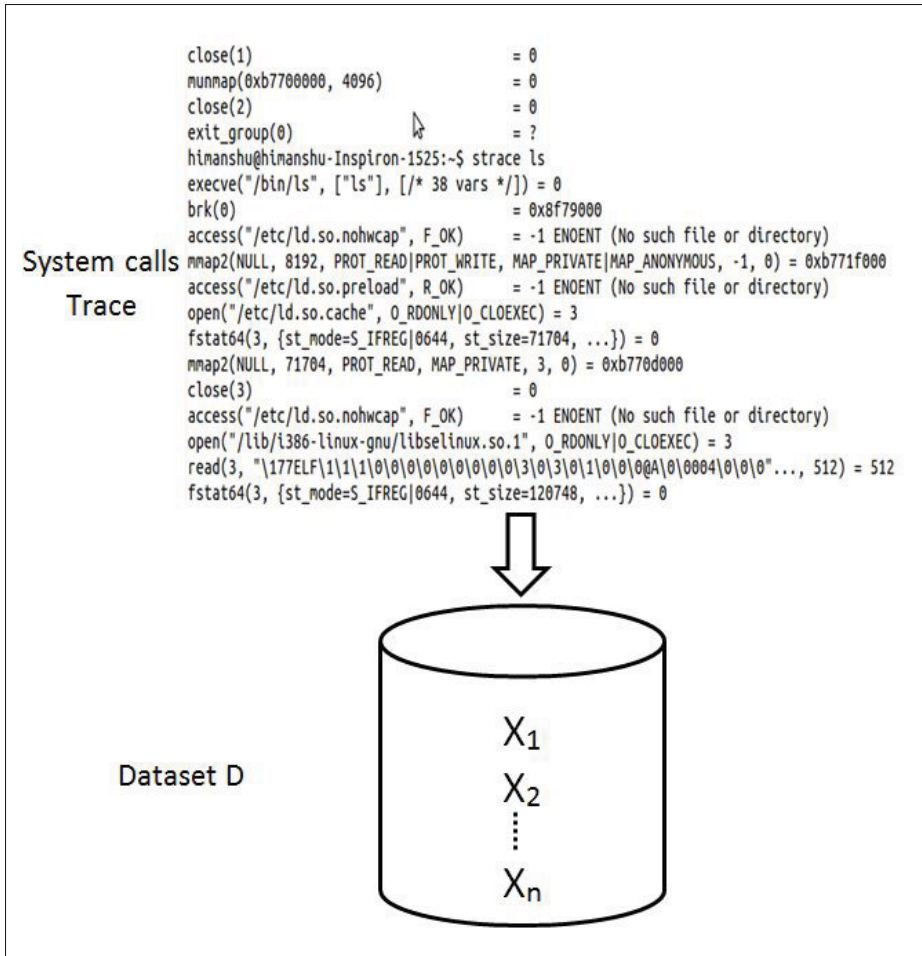 close(1) = 0
munmap(0xb7700000, 4096) = 0
close(2) = 0
exit_group(0) = ?
himanshu@himanshu-Inspiron-1525:~$ strace ls
execve("/bin/ls", ["ls"], [/* 38 vars */]) = 0
brk(0) = 0x8f79000
access("/etc/ld.so.nohwcap", F_OK) = -1 ENOENT (No such file or directory)
mmap2(NULL, 8192, PROT_READ|PROT_WRITE, MAP_PRIVATE|MAP_ANONYMOUS, -1, 0) = 0xb771f000
access("/etc/ld.so.preload", R_OK) = -1 ENOENT (No such file or directory)
open("/etc/ld.so.cache", O_RDONLY|O_CLOEXEC) = 3
fstat64(3, {st_mode=S_IFREG|0644, st_size=71704, ...}) = 0
mmap2(NULL, 71704, PROT_READ, MAP_PRIVATE, 3, 0) = 0xb770d000
close(3) = 0
access("/etc/ld.so.nohwcap", F_OK) = -1 ENOENT (No such file or directory)
open("/lib/i386-linux-gnu/libselinux.so.1", O_RDONLY|O_CLOEXEC) = 3
read(3, "\177ELF\1\1\1\0\0\0\0\0\0\0\0\0\3\0\3\0\1\0\0\0@A\0\0004\0\0\0"..., 512) = 512
fstat64(3, {st_mode=S_IFREG|0644, st_size=120748, ...}) = 0
System calls
Trace
Dataset D
X1
X2
Xn